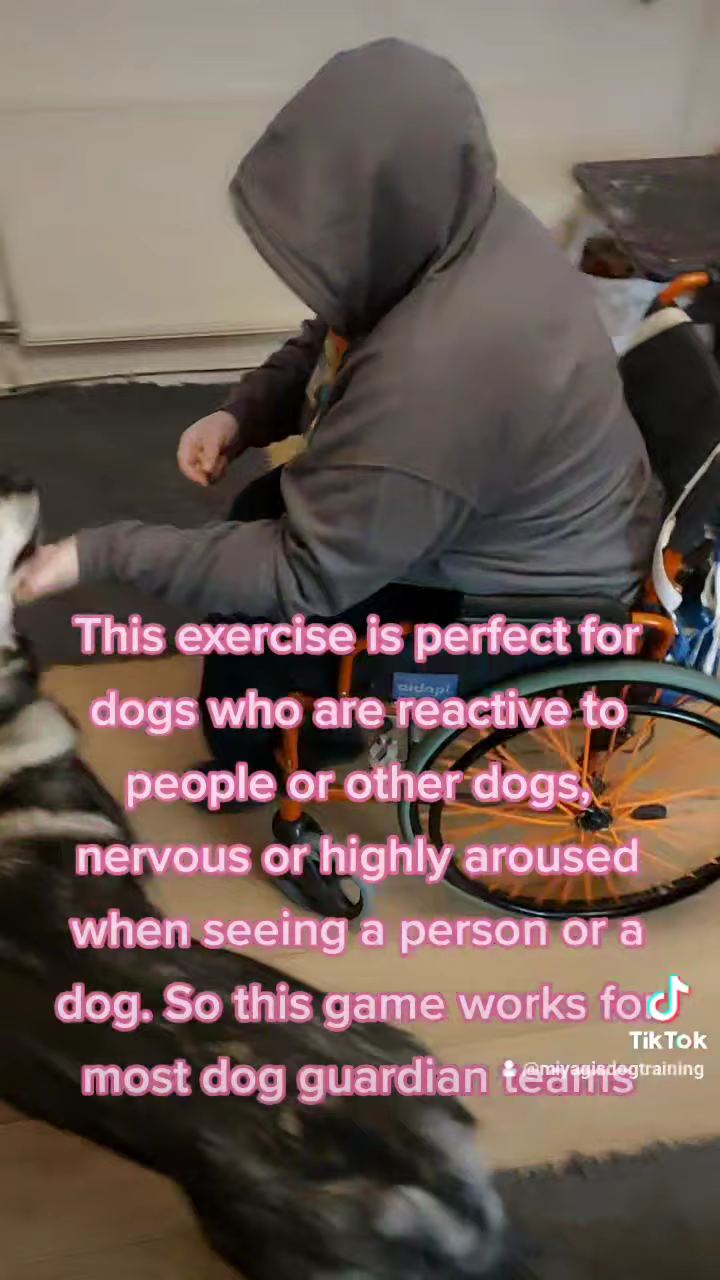 This exercise is perfect for
dogs who are reactive to
people or other dogs,
nervous or highly aroused
when seeing a person or a
dog. So this game works for
most dog guardian teams
TikTok
@miyagisdogtraining